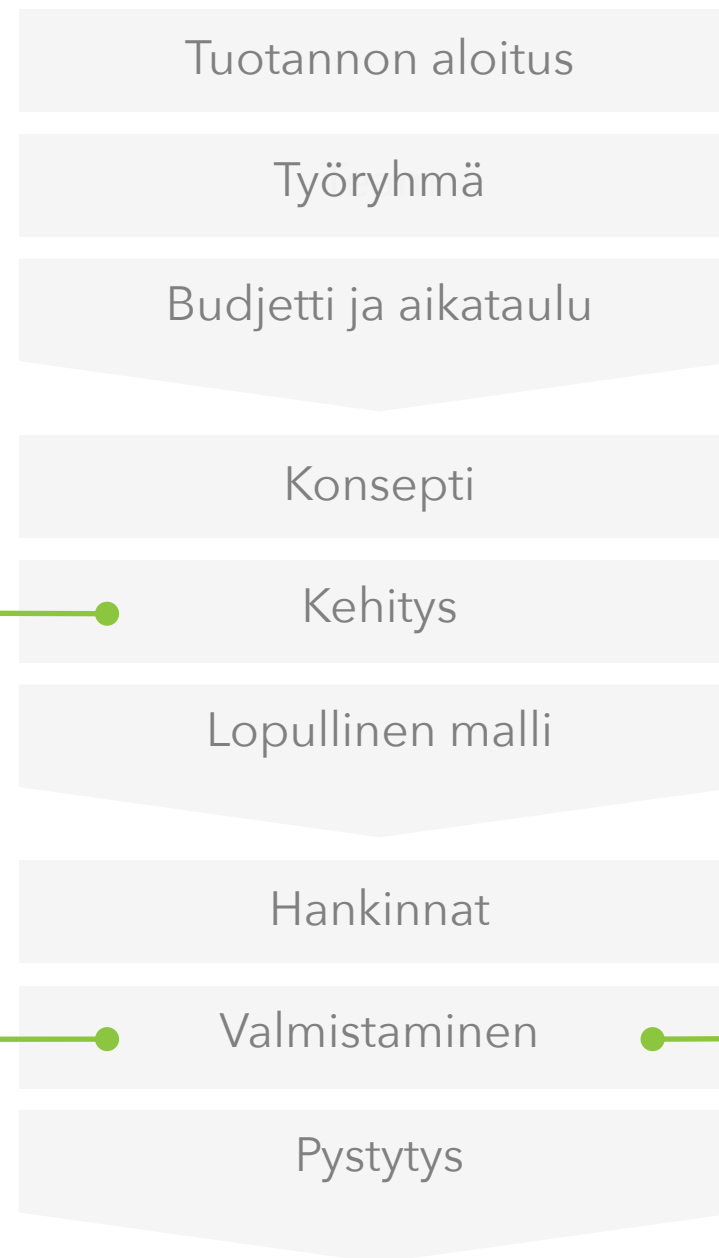 Tuotannon aloitus
Työryhmä
Budjetti ja aikataulu
Konsepti
Kehitys
Lopullinen malli
Hankinnat
Valmistaminen
Pystytys